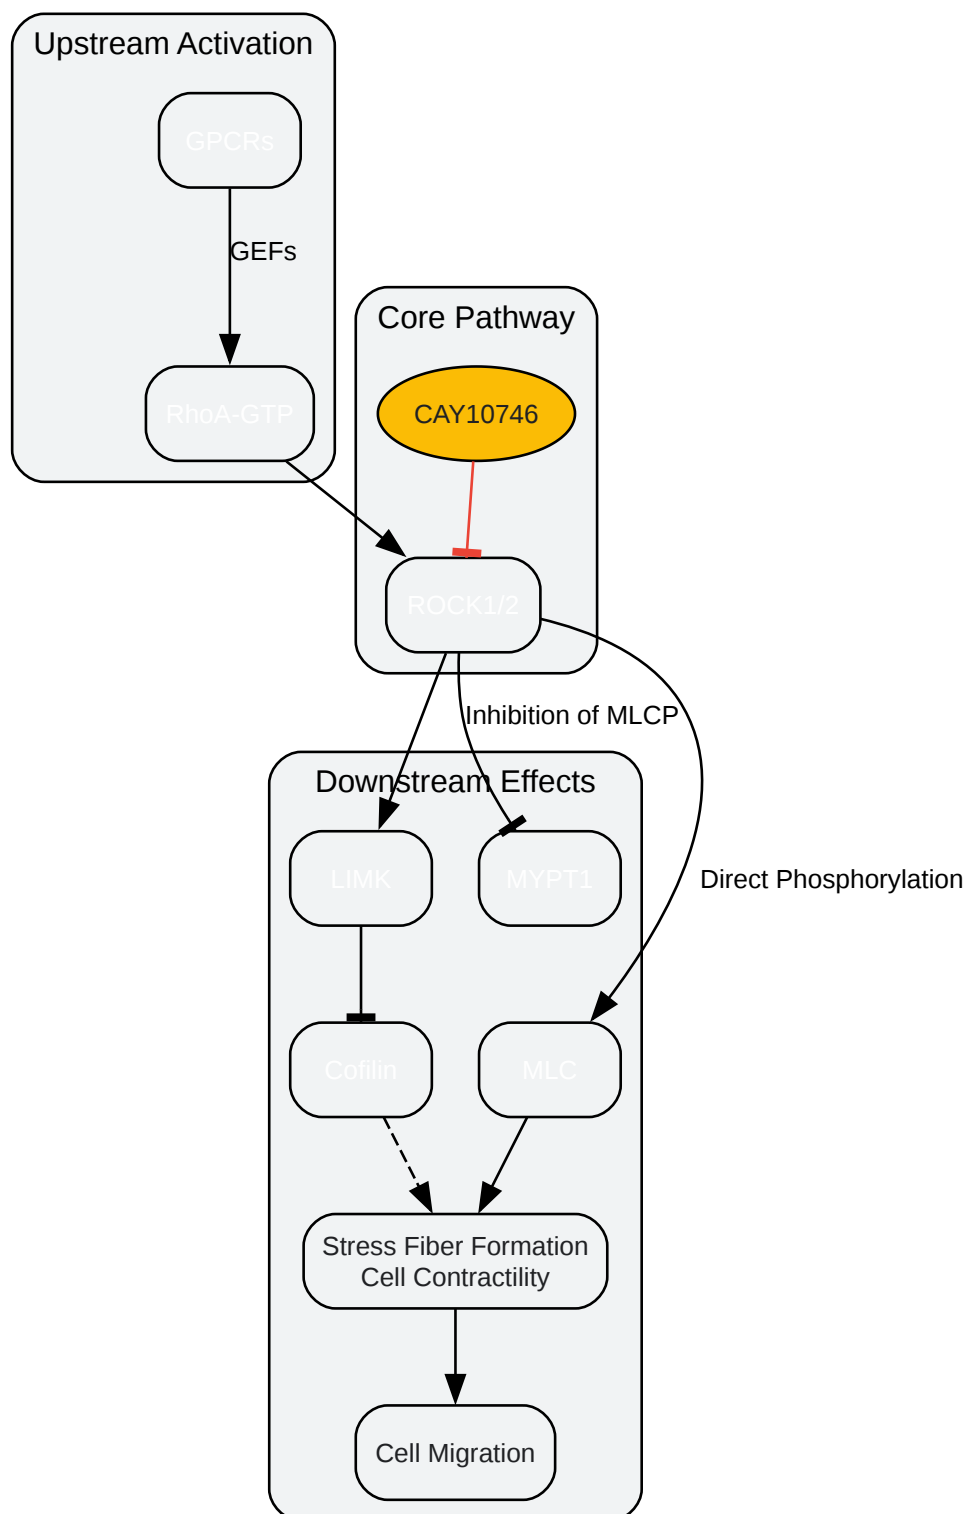 Upstream Activation
GPCRs
GEFs
RhoA-GTP
Core Pathway
CAY10746
ROCK1/2
Inhibition of MLCP
Downstream Effects
LIMK
MYPT1
Direct Phosphorylation
Cofilin
MLC
Stress Fiber Formation
Cell Contractility
Cell Migration